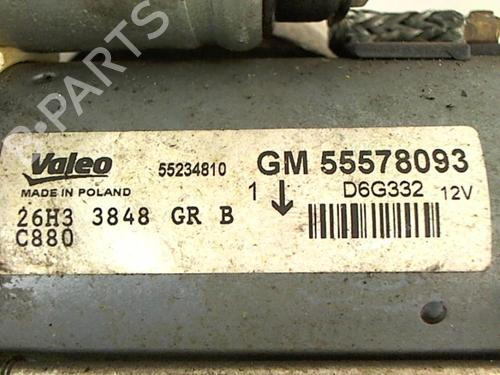 B-PARTS
Valeo 55234810 GM 55578093
MADE IN POLAND 1 D6G332 12V
26H3 3848 GR B
C880